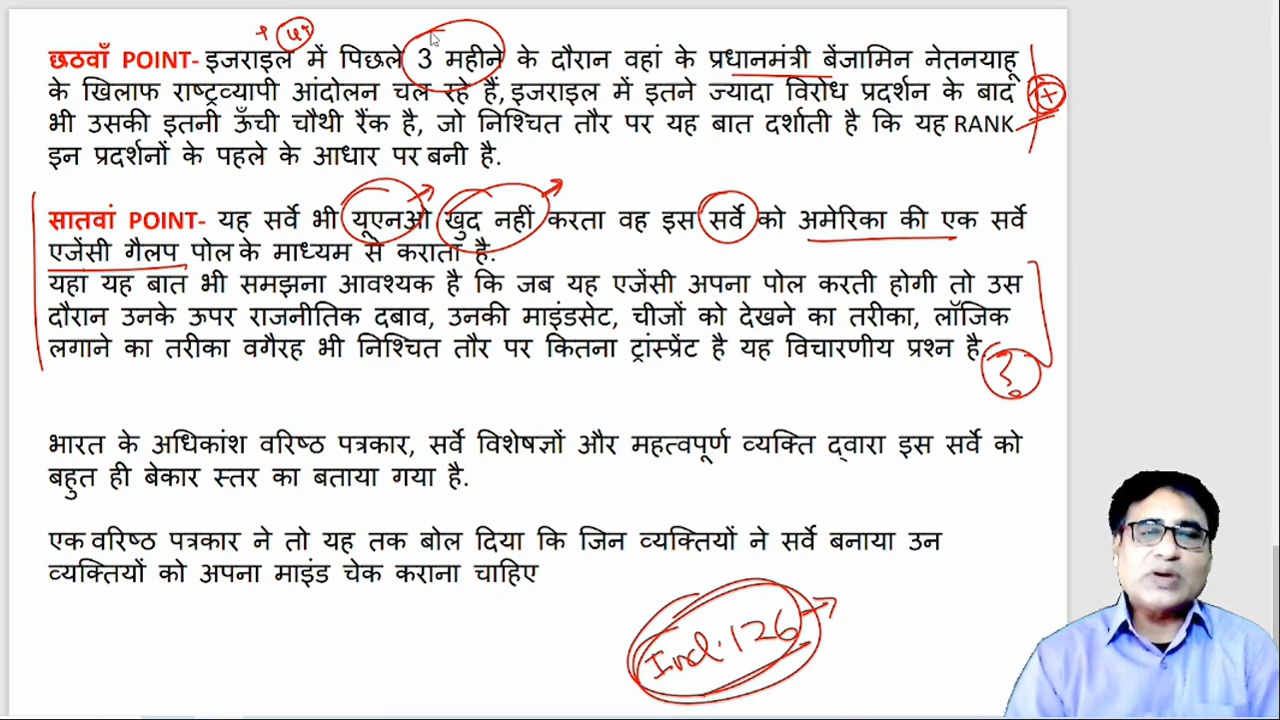 छठवाँ POINT- इजराइल में पिछले 3 महीने के दौरान वहां के प्रधानमंत्री बेंजामिन नेतनयाहू
के खिलाफ राष्ट्रव्यापी आंदोलन चल रहे हैं,इजराइल में इतने ज्यादा विरोध प्रदर्शन के बाद
भी उसकी इतनी ऊँची चौथी रैंक है, जो निश्चित तौर पर यह बात दर्शाती है कि यह RANK
इन प्रदर्शनों के पहले के आधार पर बनी है.
सातवां POINT- यह सर्वे भी यूएनओ खुद नहीं करता वह इस सर्वे को अमेरिका की एक सर्वे
एजेंसी गैलप पोल के माध्यम से कराता है.
यहां यह बात भी समझना आवश्यक है कि जब यह एजेंसी अपना पोल करती होगी तो उस
दौरान उनके ऊपर राजनीतिक दबाव, उनकी माइंडसेट, चीजों को देखने का तरीका, लॉजिक
लगाने का तरीका वगैरह भी निश्चित तौर पर कितना ट्रांस्प्रेंट है यह विचारणीय प्रश्न है.
?
भारत के अधिकांश वरिष्ठ पत्रकार, सर्वे विशेषज्ञों और महत्वपूर्ण व्यक्ति द्वारा इस सर्वे को
बहुत ही बेकार स्तर का बताया गया है.
एक वरिष्ठ पत्रकार ने तो यह तक बोल दिया कि जिन व्यक्तियों ने सर्वे बनाया उन
व्यक्तियों को अपना माइंड चेक कराना चाहिए
Ind. 126